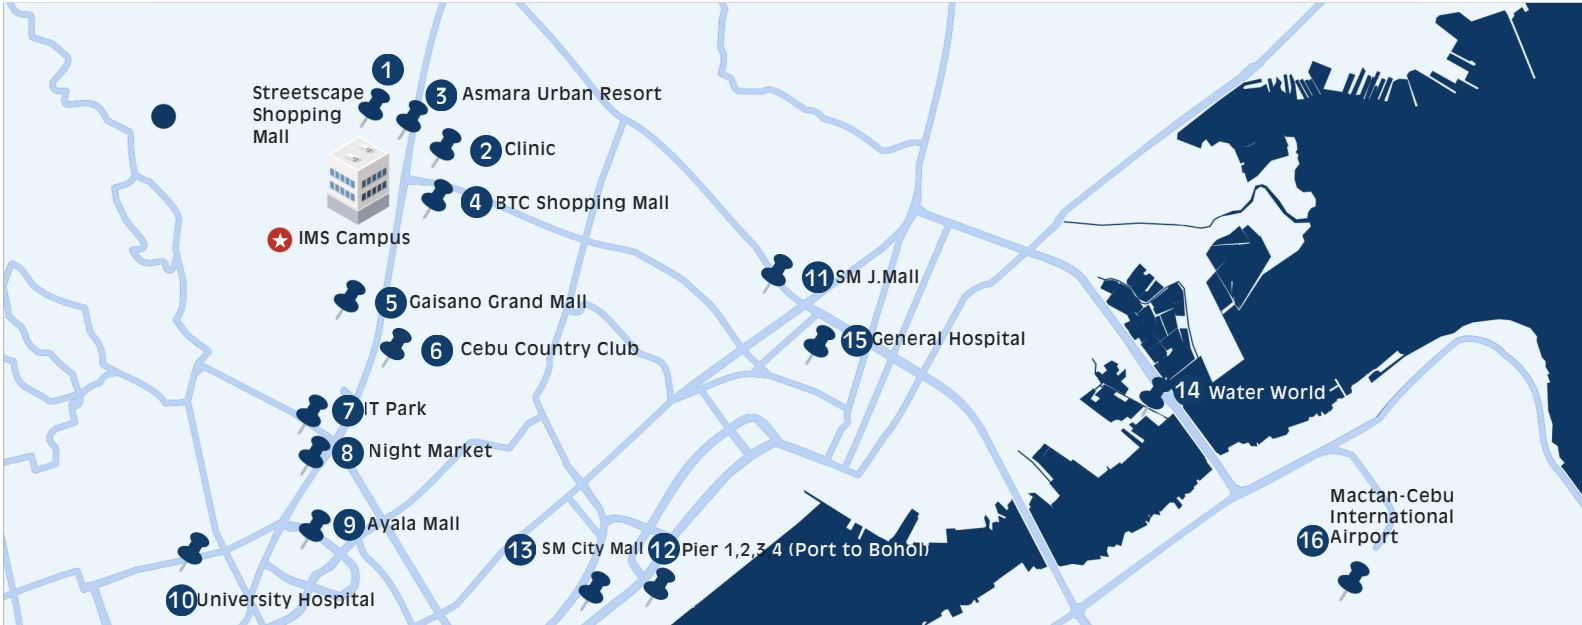 1
Streetscape
Shopping
Mall
3 Asmara Urban Resort
2 Clinic
4 BTC Shopping Mall
IMS Campus
11 SM J.Mall
5 Gaisano Grand Mall
15 General Hospital
6 Cebu Country Club
14 Water World
7 IT Park
8 Night Market
Mactan-Cebu
International
16 Airport
9 Ayala Mall
13 SM City Mall
12 Pier 1,2,3,4 (Port to Bohol)
10 University Hospital